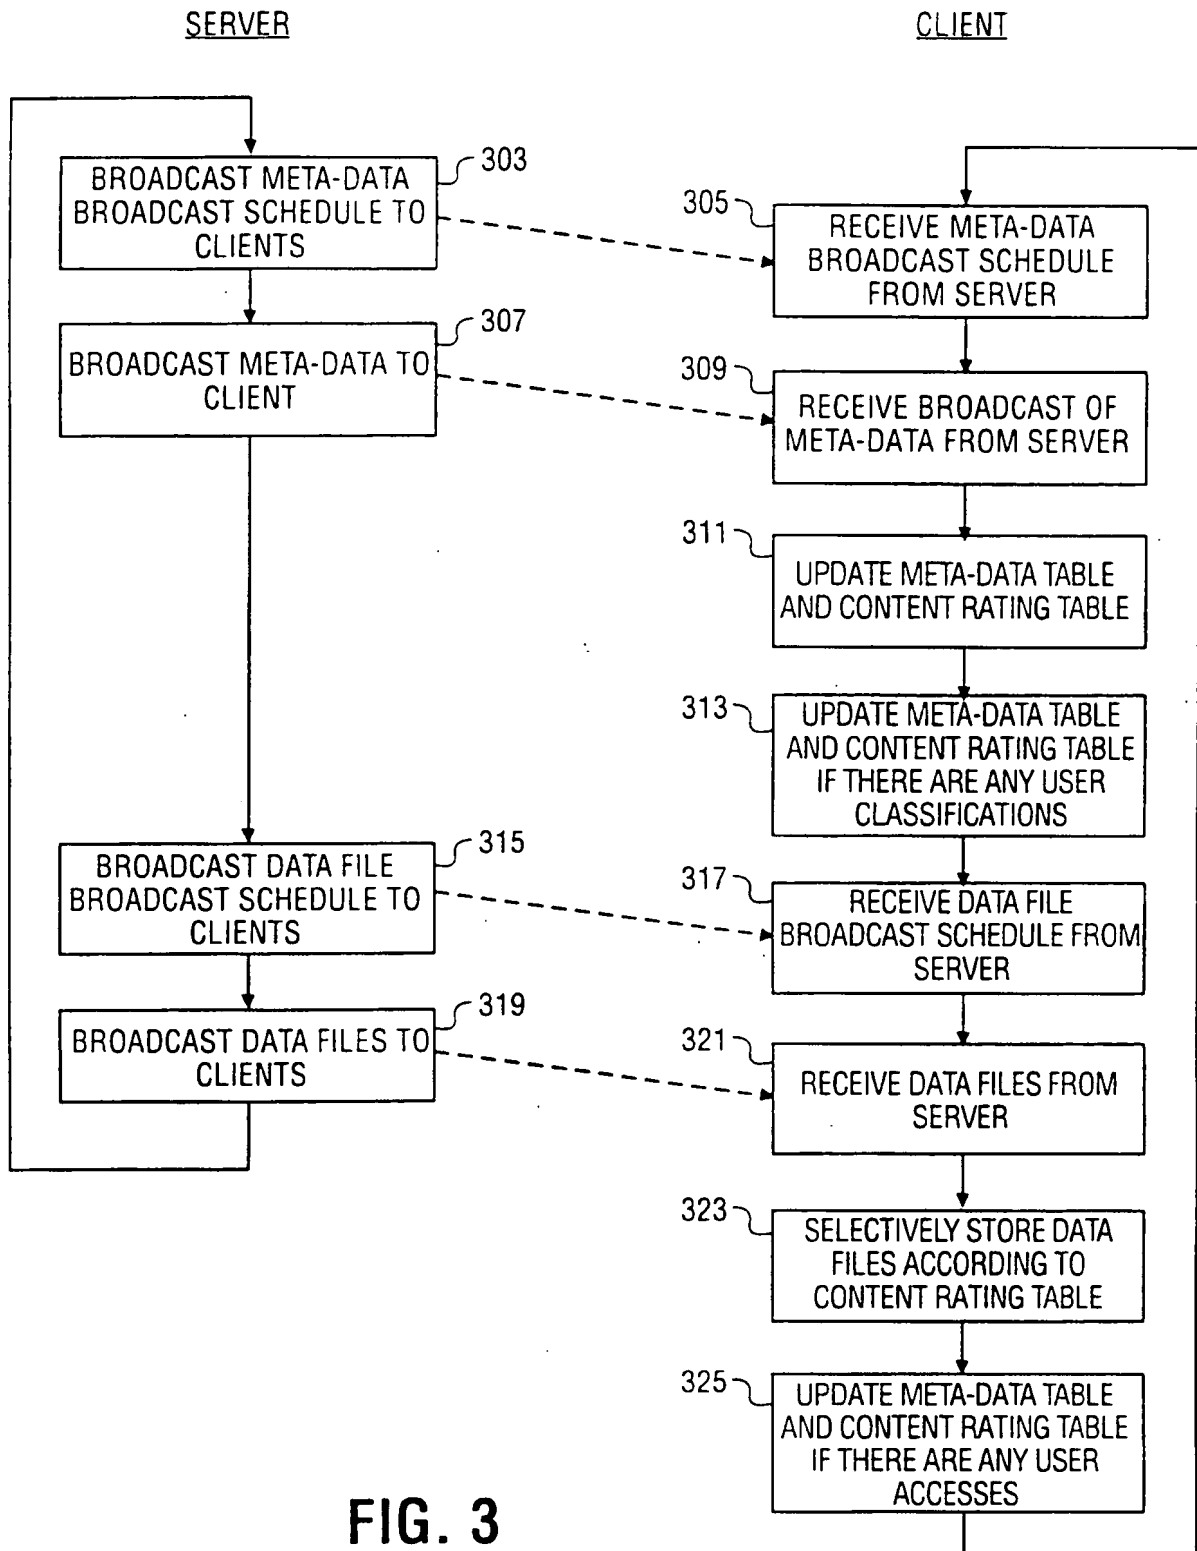 SERVER
CLIENT
303
BROADCAST META-DATA
BROADCAST SCHEDULE TO
CLIENTS
305
RECEIVE META-DATA
BROADCAST SCHEDULE
FROM SERVER
307
BROADCAST META-DATA TO
CLIENT
309
RECEIVE BROADCAST OF
META-DATA FROM SERVER
311
UPDATE META-DATA TABLE
AND CONTENT RATING TABLE
313
UPDATE META-DATA TABLE
AND CONTENT RATING TABLE
IF THERE ARE ANY USER
CLASSIFICATIONS
315
BROADCAST DATA FILE
BROADCAST SCHEDULE TO
CLIENTS
317
RECEIVE DATA FILE
BROADCAST SCHEDULE FROM
SERVER
319
BROADCAST DATA FILES TO
CLIENTS
321
RECEIVE DATA FILES FROM
SERVER
323
SELECTIVELY STORE DATA
FILES ACCORDING TO
CONTENT RATING TABLE
325
UPDATE META-DATA TABLE
AND CONTENT RATING TABLE
IF THERE ARE ANY USER
ACCESSES
FIG. 3